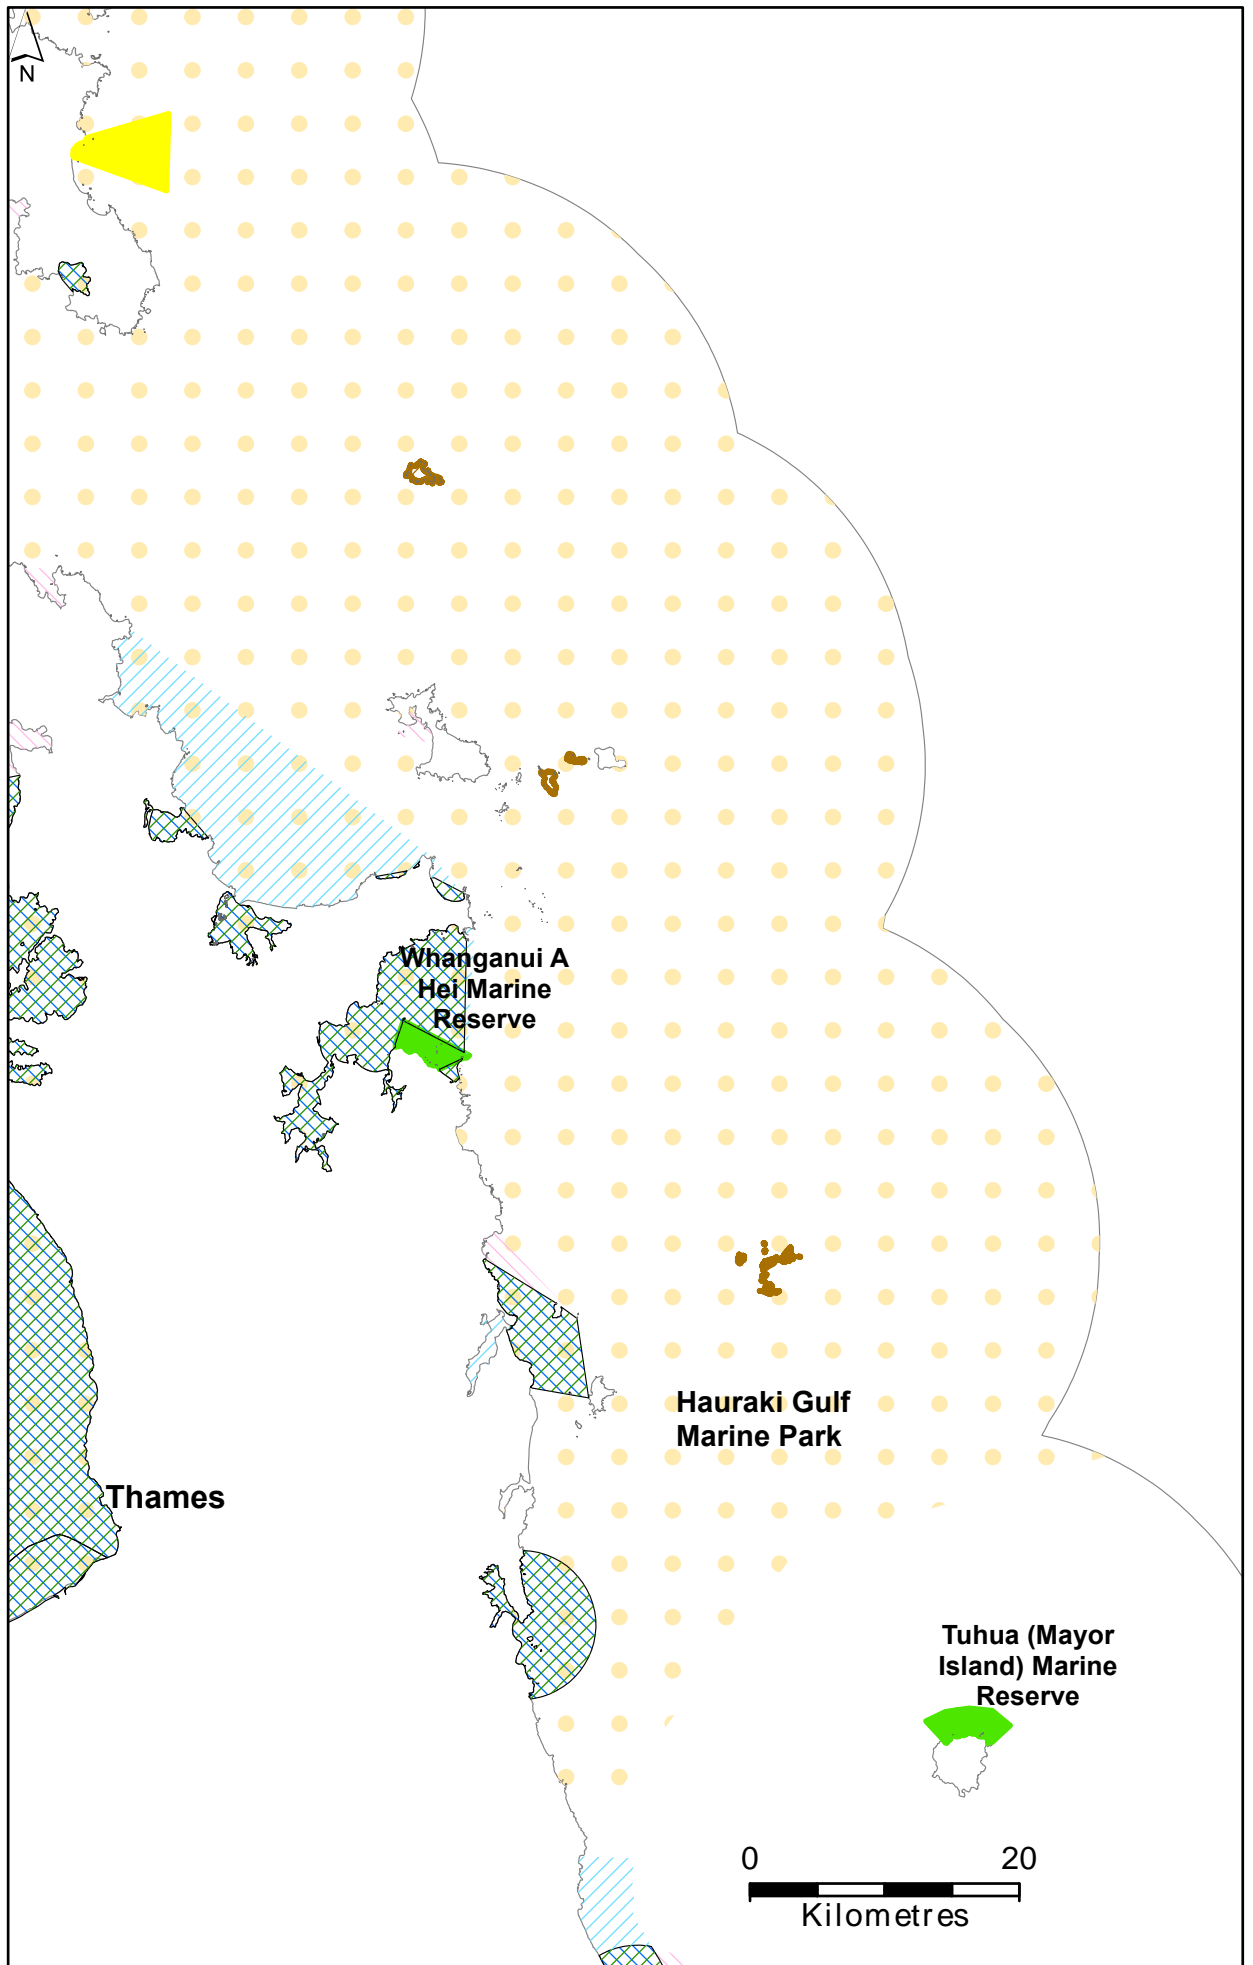 N
Whanganui A
Hei Marine
Reserve
Hauraki Gulf
Marine Park
Thames
Tuhua (Mayor
Island) Marine
Reserve
0 20
Kilometres